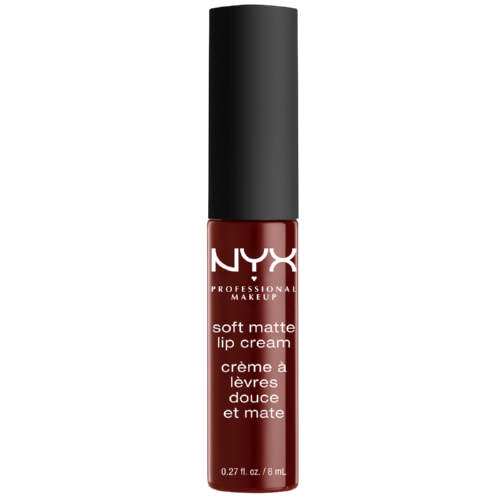 NYX
PROFESSIONAL
MAKEUP
soft matte
lip cream
crème à
lèvres
douce
et mate
0.27 fl. oz. / 8 mL